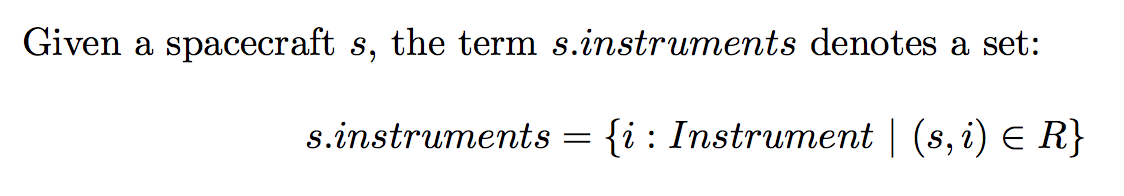 Given a spacecraft s, the term s.instruments denotes a set:
s.instruments = {i : Instrument | (s, i) ∈ R}